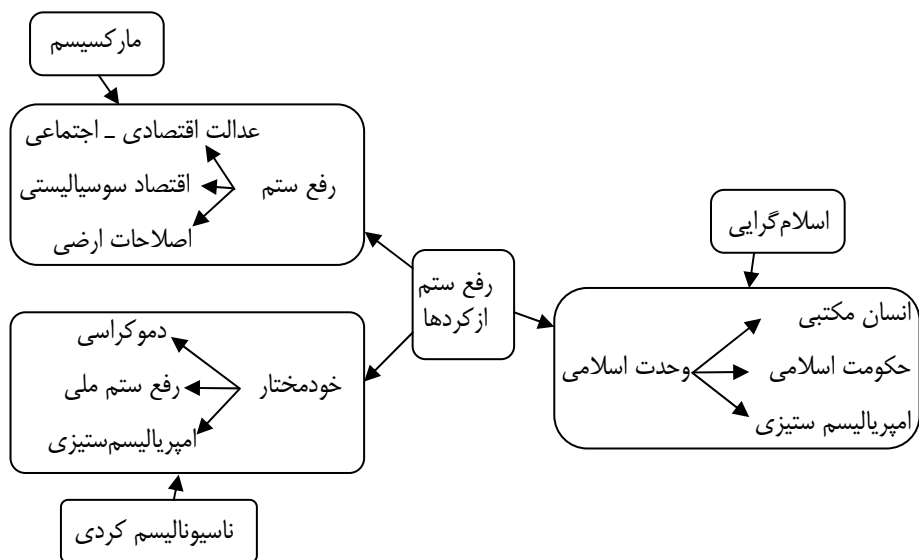 مارکسیسم
عدالت اقتصادی ـ اجتماعی
اقتصاد سوسیالیستی
رفع ستم
اصلاحات ارضی
اسلام‌گرایی
رفع ستم
ازکردها
انسان مکتبی
حکومت اسلامی
وحدت اسلامی
امپریالیسم ستیزی
دموکراسی
رفع ستم ملی
خودمختار
امپریالیسم‌ستیزی
ناسیونالیسم کردی